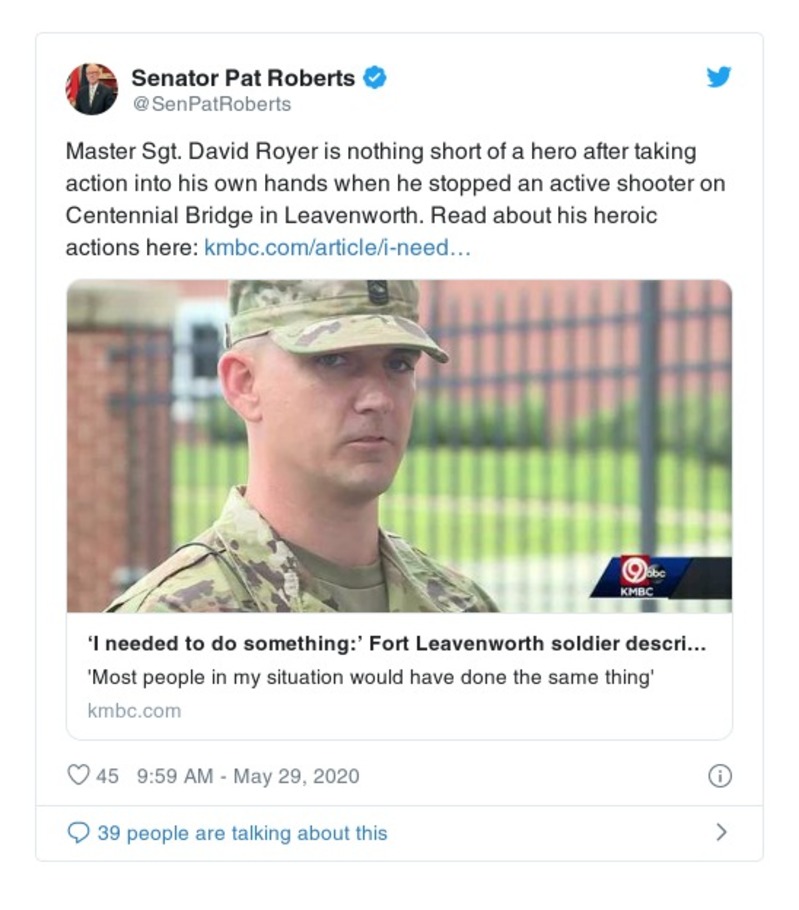 Senator Pat Roberts
@SenPatRoberts
Master Sgt. David Royer is nothing short of a hero after taking
action into his own hands when he stopped an active shooter on
Centennial Bridge in Leavenworth. Read about his heroic
actions here: kmbc.com/article/i-need…
9 abc
KMBC
‘I needed to do something:’ Fort Leavenworth soldier descri...
'Most people in my situation would have done the same thing'
kmbc.com
45 9:59 AM - May 29, 2020
39 people are talking about this